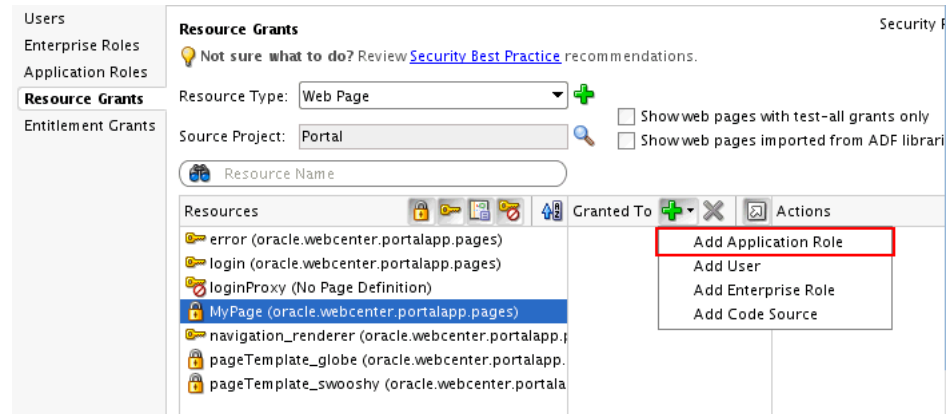 Users
Enterprise Roles
Application Roles
Resource Grants
Entitlement Grants
Security
Resource Grants
Not sure what to do? Review Security Best Practice recommendations.
Resource Type: Web Page
Show web pages with test-all grants only
Source Project: Portal
Show web pages imported from ADF librari
Resource Name
Resources
Granted To
Actions
error (oracle.webcenter.portalapp.pages)
login (oracle.webcenter.portalapp.pages)
loginProxy (No Page Definition)
MyPage (oracle.webcenter.portalapp.pages)
navigation_renderer (oracle.webcenter.portalapp.p
pageTemplate_globe (oracle.webcenter.portalapp.
pageTemplate_swooshy (oracle.webcenter.portala
Add Application Role
Add User
Add Enterprise Role
Add Code Source